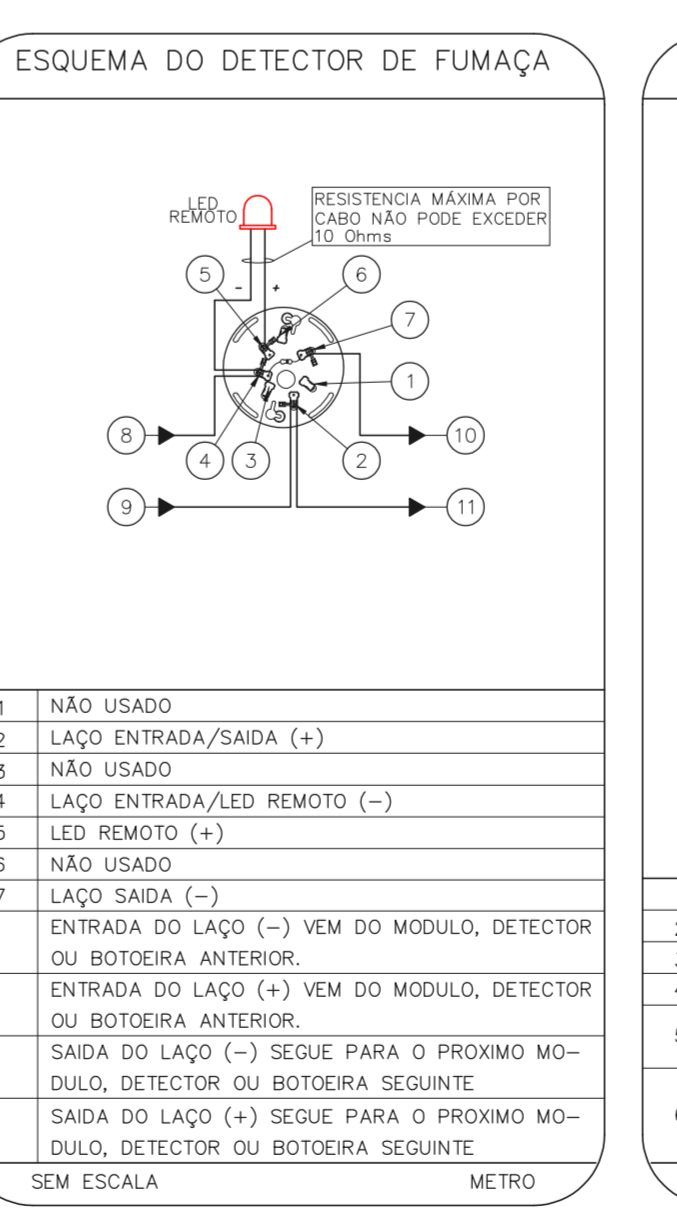 ESQUEMA DO DETECTOR DE FUMAÇA
LED
REMOTO
RESISTENCIA MÁXIMA POR
CABO NÃO PODE EXCEDER
10 Ohms
5
6
- +
7
1
8
10
4
3
2
9
11
1 NÃO USADO
2 LAÇO ENTRADA/SAIDA (+)
3 NÃO USADO
4 LAÇO ENTRADA/LED REMOTO (-)
5 LED REMOTO (+)
6 NÃO USADO
7 LAÇO SAIDA (-)
ENTRADA DO LAÇO (-) VEM DO MODULO, DETECTOR
OU BOTOEIRA ANTERIOR.
ENTRADA DO LAÇO (+) VEM DO MODULO, DETECTOR
OU BOTOEIRA ANTERIOR.
SAIDA DO LAÇO (-) SEGUE PARA O PROXIMO MO-
DULO, DETECTOR OU BOTOEIRA SEGUINTE
SAIDA DO LAÇO (+) SEGUE PARA O PROXIMO MO-
DULO, DETECTOR OU BOTOEIRA SEGUINTE
SEM ESCALA METRO